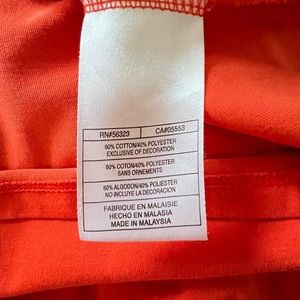 RN#56323 CA#05553
60% COTTON/40% POLYESTER
EXCLUSIVE OF DECORATION
60% COTON/40% POLYESTER
SANS ORNEMENTS
60% ALGODON/40% POLIESTER
NO INCLUYE LA DECORACION
FABRIQUE EN MALAISIE
HECHO EN MALASIA
MADE IN MALAYSIA